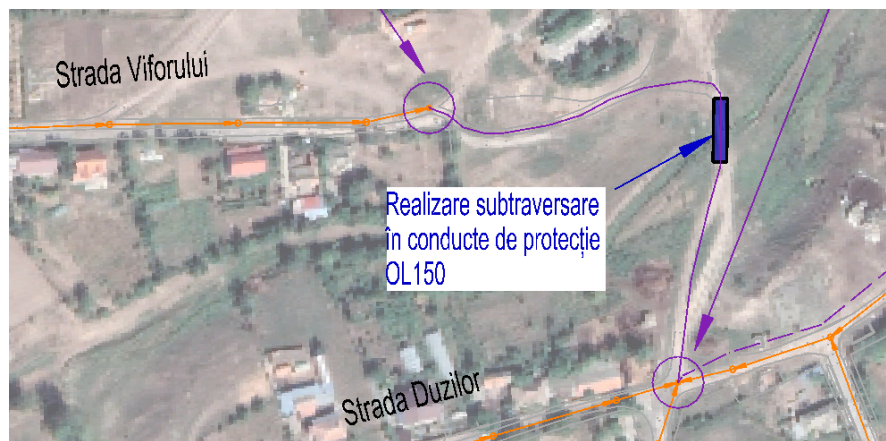 Strada Viforului
Realizare subtraversare
în conducte de protecție
OL150
Strada Duzilor